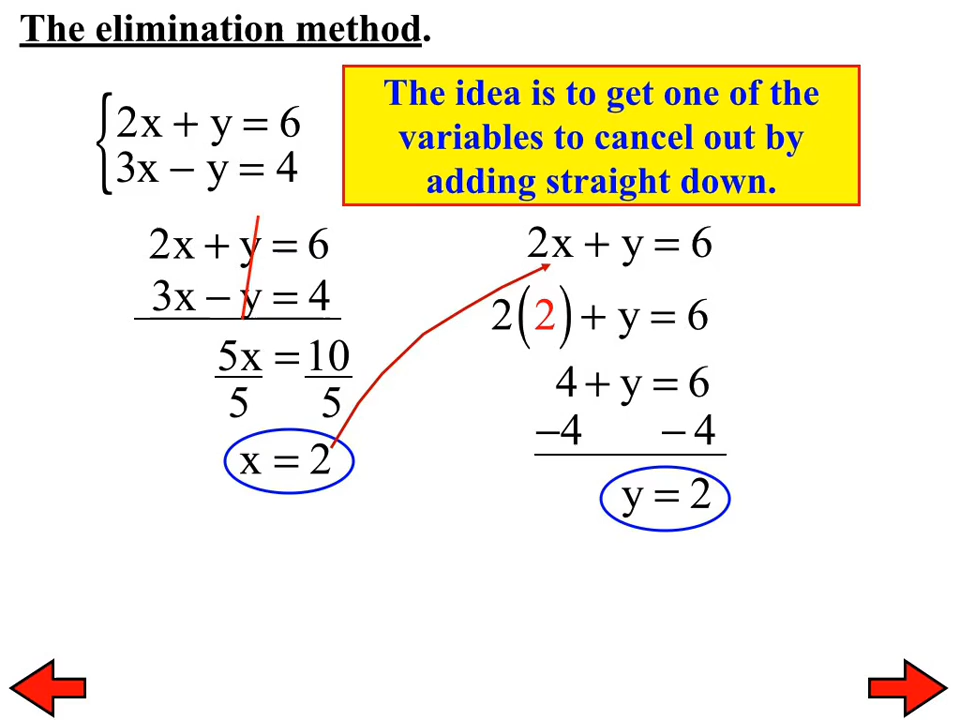 The elimination method.
2x + y = 6
3x − y = 4
The idea is to get one of the
variables to cancel out by
adding straight down.
2x + y = 6
3x − y = 4
5x = 10
5 5
x = 2
2x + y = 6
2(2) + y = 6
4 + y = 6
−4 − 4
y = 2